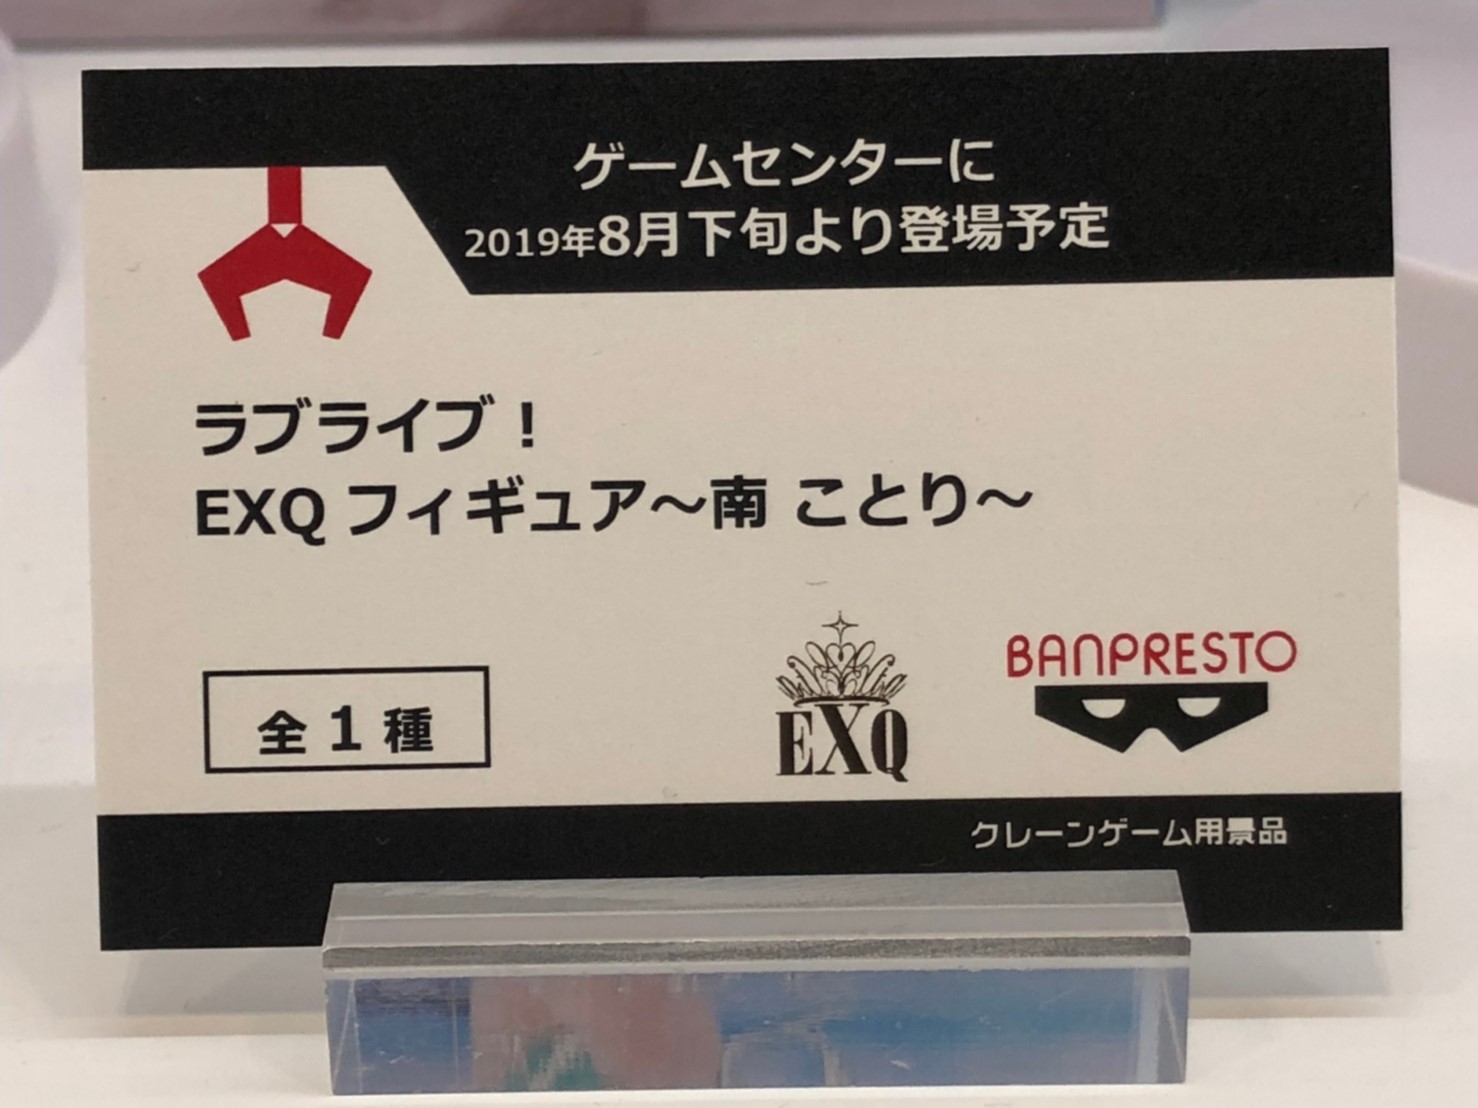 ゲームセンターに
2019年8月下旬より登場予定
ラブライブ！
EXQ フィギュア～南 ことり～
全 1 種
EXQ
BANPRESTO
クレーンゲーム用景品